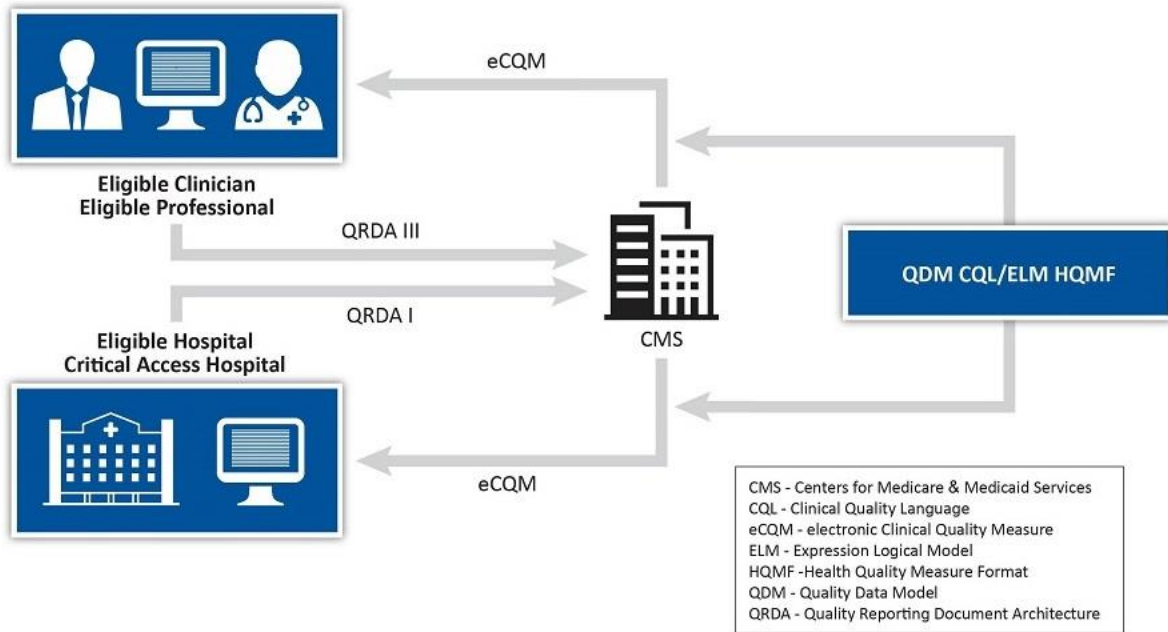 eCQM
Eligible Clinician
Eligible Professional
QRDA III
QRDA I
Eligible Hospital
Critical Access Hospital
CMS
QDM CQL/ELM HQMF
eCQM
CMS - Centers for Medicare & Medicaid Services
CQL - Clinical Quality Language
eCQM - electronic Clinical Quality Measure
ELM - Expression Logical Model
HQMF -Health Quality Measure Format
QDM - Quality Data Model
QRDA - Quality Reporting Document Architecture